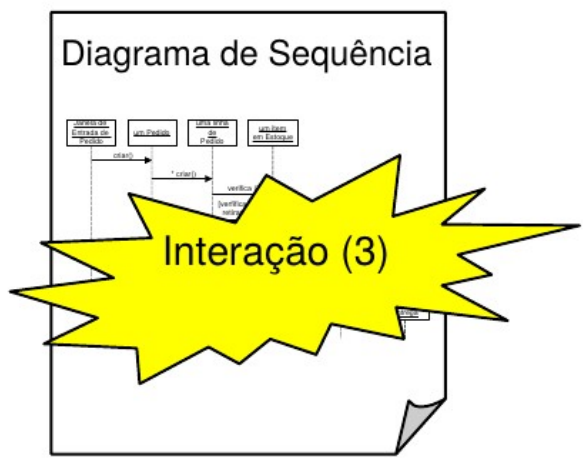 Diagrama de Sequência
Janela de
Entrada de
Pedido
um Pedido
uma linha
de
Pedido
um item
em Estoque
criar()
* criar()
verifica
Interação (3)